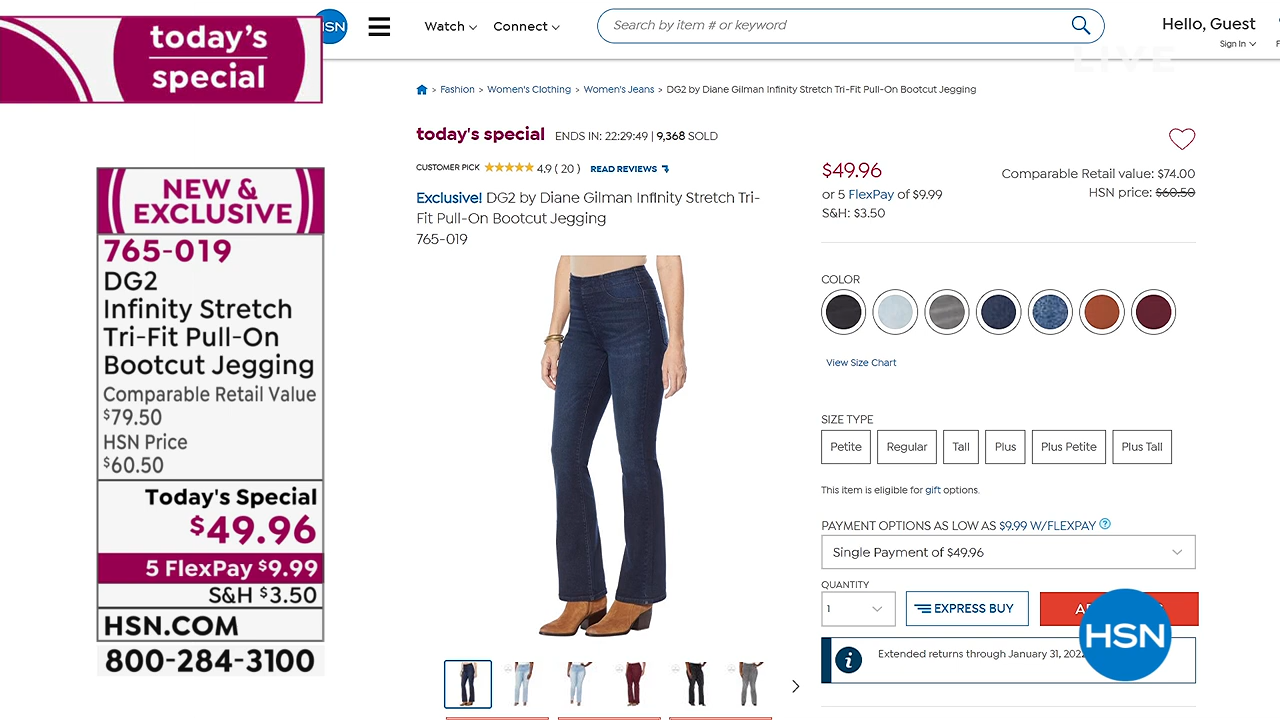 today's
special
HSN
Watch
Connect
Search by item # or keyword
Hello, Guest
Sign In
LIVE
Fashion > Women's Clothing > Women's Jeans > DG2 by Diane Gilman Infinity Stretch Tri-Fit Pull-On Bootcut Jegging
today's special ENDS IN: 22:29:49 | 9,368 SOLD
CUSTOMER PICK 4.9 ( 20 ) READ REVIEWS
Exclusive! DG2 by Diane Gilman Infinity Stretch Tri-
Fit Pull-On Bootcut Jegging
765-019
$49.96
or 5 FlexPay of $9.99
S&H: $3.50
Comparable Retail value: $74.00
HSN price: $60.50
NEW &
EXCLUSIVE
765-019
DG2
Infinity Stretch
Tri-Fit Pull-On
Bootcut Jegging
Comparable Retail Value
$79.50
HSN Price
$60.50
Today's Special
$49.96
5 FlexPay $9.99
S&H $3.50
HSN.COM
800-284-3100
COLOR
View Size Chart
SIZE TYPE
Petite
Regular
Tall
Plus
Plus Petite
Plus Tall
This item is eligible for gift options.
PAYMENT OPTIONS AS LOW AS $9.99 W/FLEXPAY ?
Single Payment of $49.96
QUANTITY
1
EXPRESS BUY
HSN
i
Extended returns through January 31,